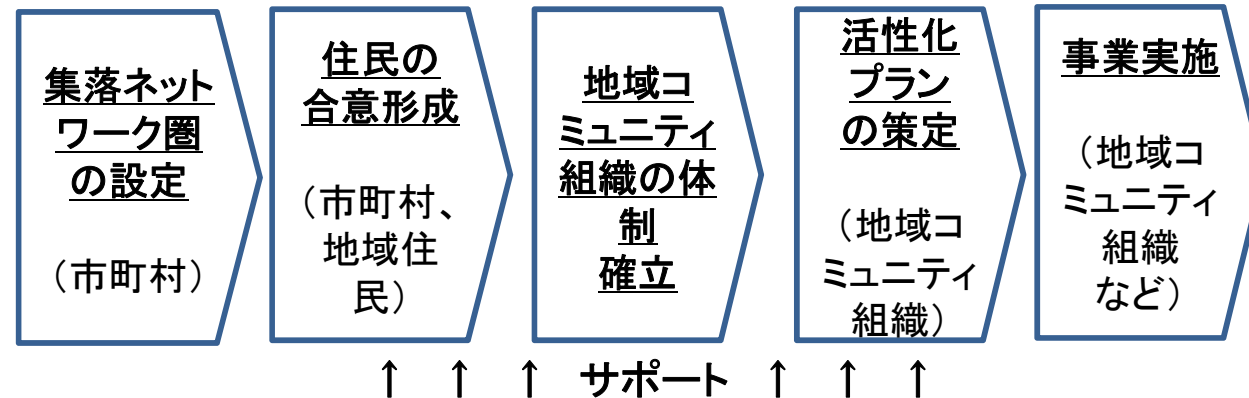 集落ネット
ワーク圏
の設定
（市町村）
住民の
合意形成
（市町村、
地域住
民）
地域コ
ミュニティ
組織の体
制
確立
活性化
プラン
の策定
（地域コ
ミュニティ
組織）
事業実施
（地域コ
ミュニティ
組織
など）
↑ ↑ ↑ サポート ↑ ↑ ↑